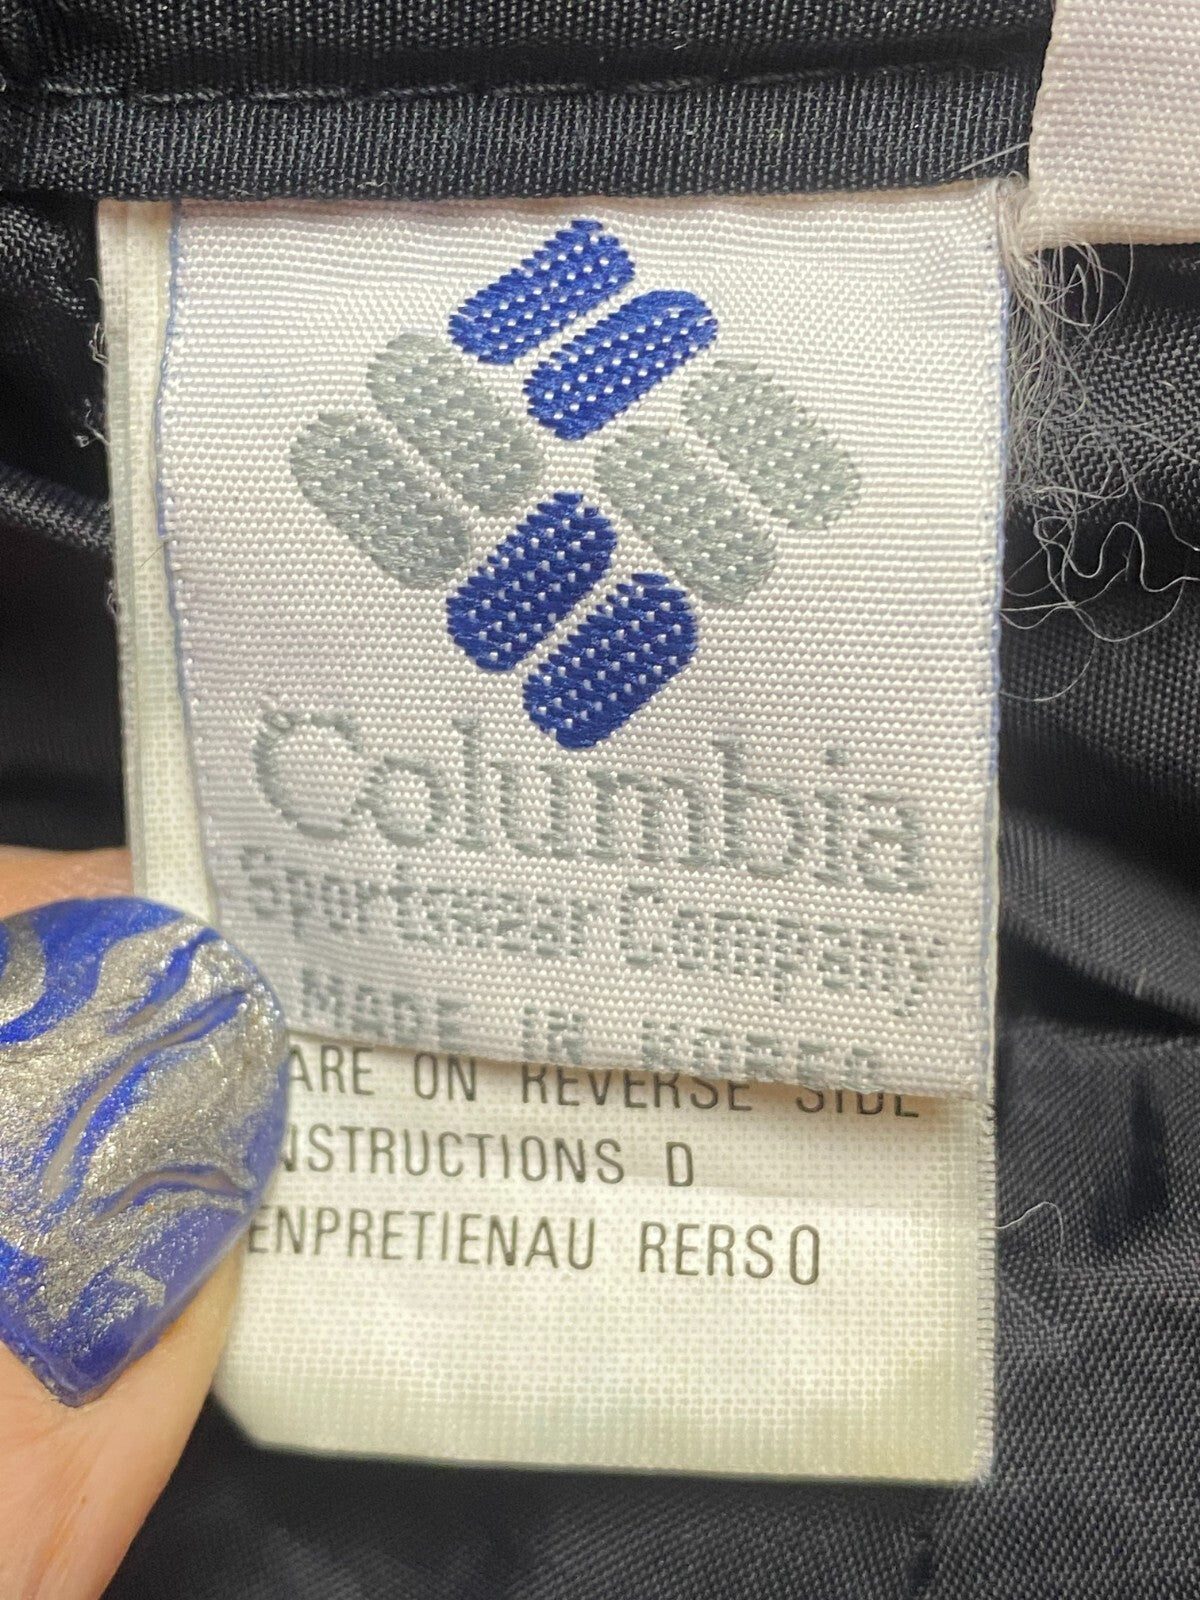 Columbia
Sportswear Company
MADE IN KOREA
ARE ON REVERSE SIDE
NSTRUCTIONS D
ENPRETIENAU RERSO